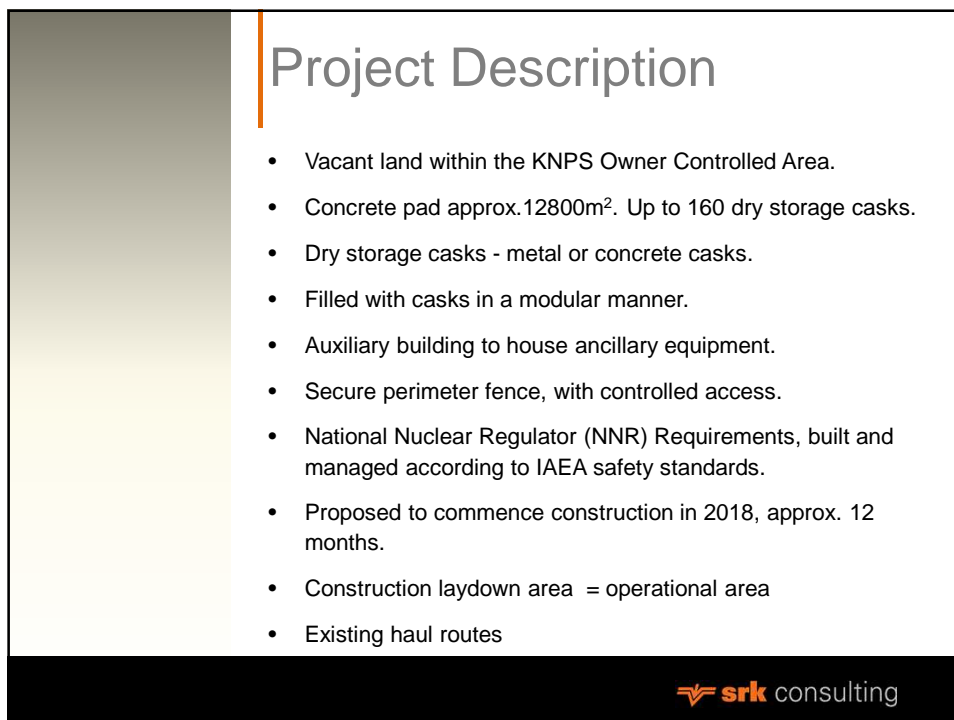 Project Description
• Vacant land within the KNPS Owner Controlled Area.
• Concrete pad approx.12800m². Up to 160 dry storage casks.
• Dry storage casks - metal or concrete casks.
• Filled with casks in a modular manner.
• Auxiliary building to house ancillary equipment.
• Secure perimeter fence, with controlled access.
• National Nuclear Regulator (NNR) Requirements, built and
managed according to IAEA safety standards.
• Proposed to commence construction in 2018, approx. 12
months.
• Construction laydown area = operational area
• Existing haul routes
srk consulting